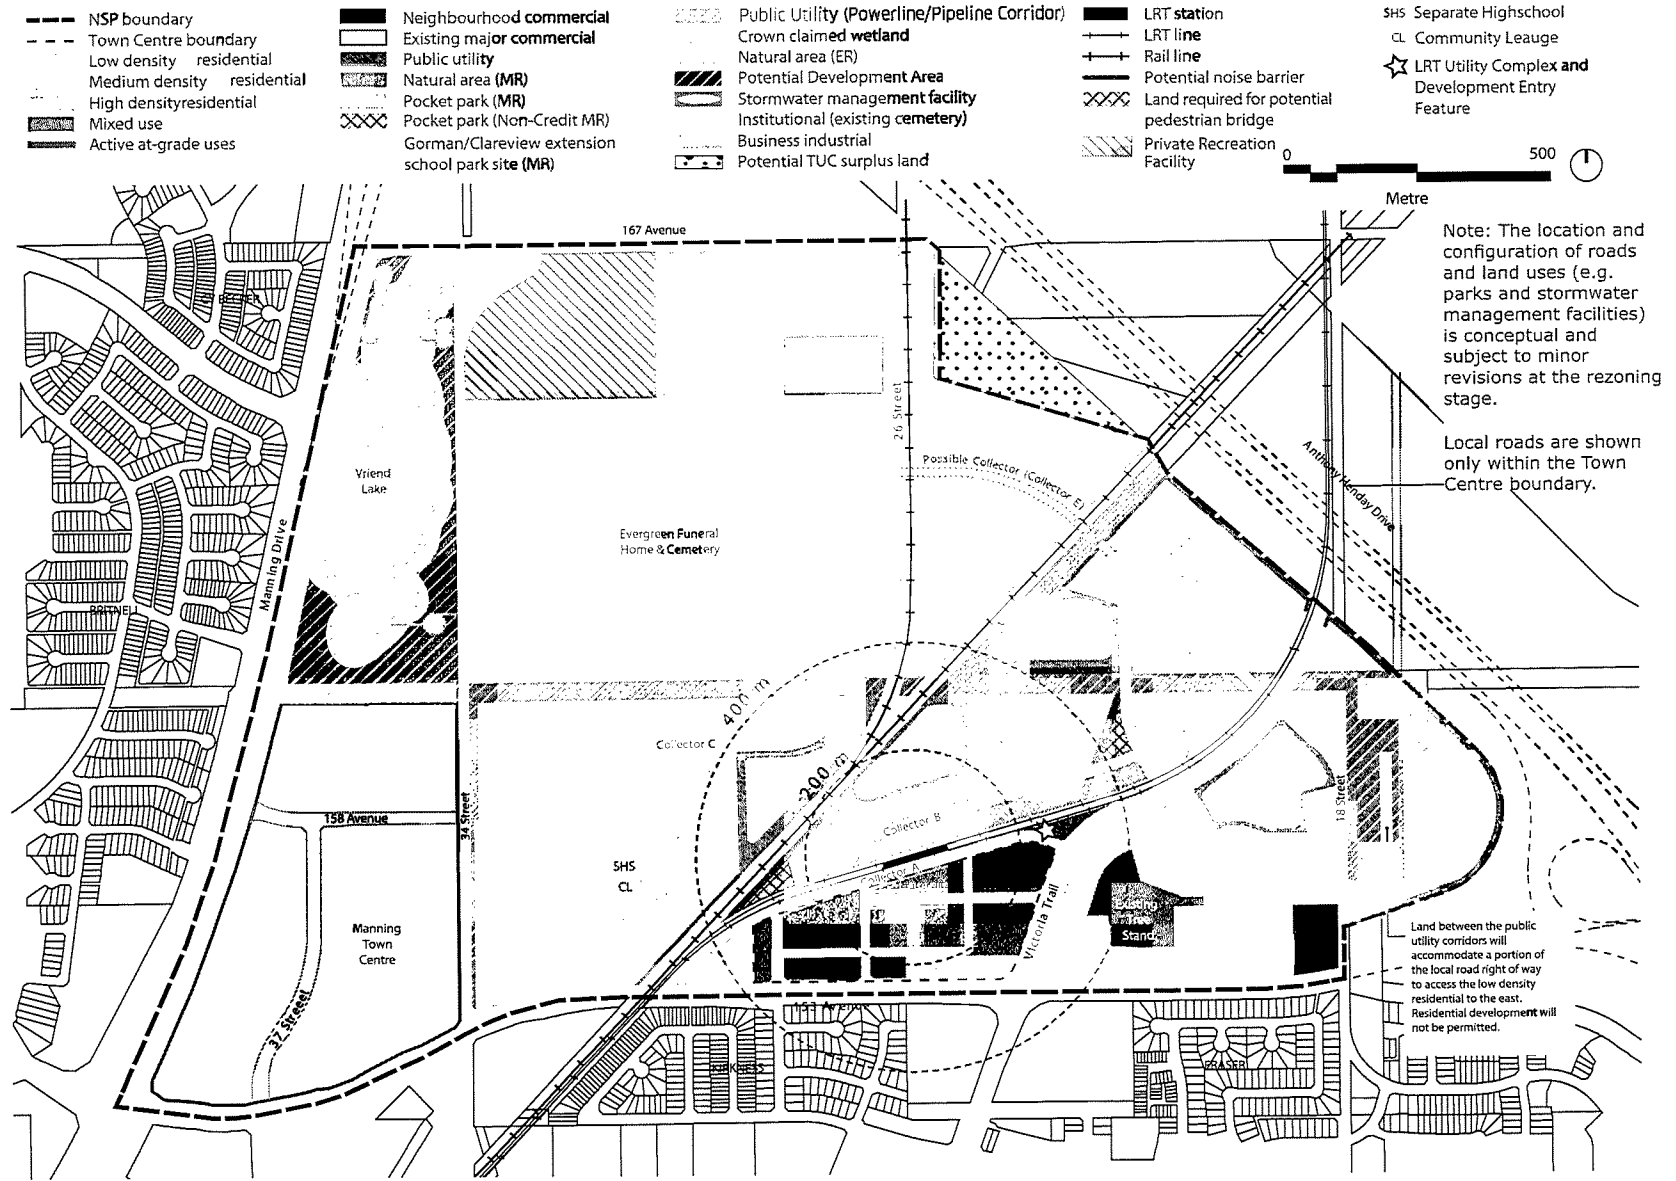 NSP boundary
Town Centre boundary
Low density residential
Medium density residential
High densityresidential
Mixed use
Active at-grade uses
Neighbourhood commercial
Existing major commercial
Public utility
Natural area (MR)
Pocket park (MR)
Pocket park (Non-Credit MR)
Gorman/Clareview extension
school park site (MR)
Public Utility (Powerline/Pipeline Corridor)
Crown claimed wetland
Natural area (ER)
Potential Development Area
Stormwater management facility
Institutional (existing cemetery)
Business industrial
Potential TUC surplus land
LRT station
LRT line
Rail line
Potential noise barrier
Land required for potential
pedestrian bridge
Private Recreation
Facility
SHS Separate Highschool
CL Community Leauge
LRT Utility Complex and
Development Entry
Feature
0 500
Metre
Note: The location and
configuration of roads
and land uses (e.g.
parks and stormwater
management facilities)
is conceptual and
subject to minor
revisions at the rezoning
stage.
Local roads are shown
only within the Town
Centre boundary.
167 Avenue
BECKER
26 Street
Possible Collector (Collector E)
Anthony Henday Drive
Vriend
Lake
Evergreen Funeral
Home & Cemetery
Manning Drive
BRITNELL
400 m
Collector C
200 m
Collector B
18 Street
158 Avenue
34 Street
SHS
CL
Collector A
Victoria Trail
Existing
Tree
Stand
Manning
Town
Centre
37 Street
Land between the public
utility corridors will
accommodate a portion of
the local road right of way
to access the low density
residential to the east.
Residential development will
not be permitted.
153 Avenue
KIRKNESS
FRASER